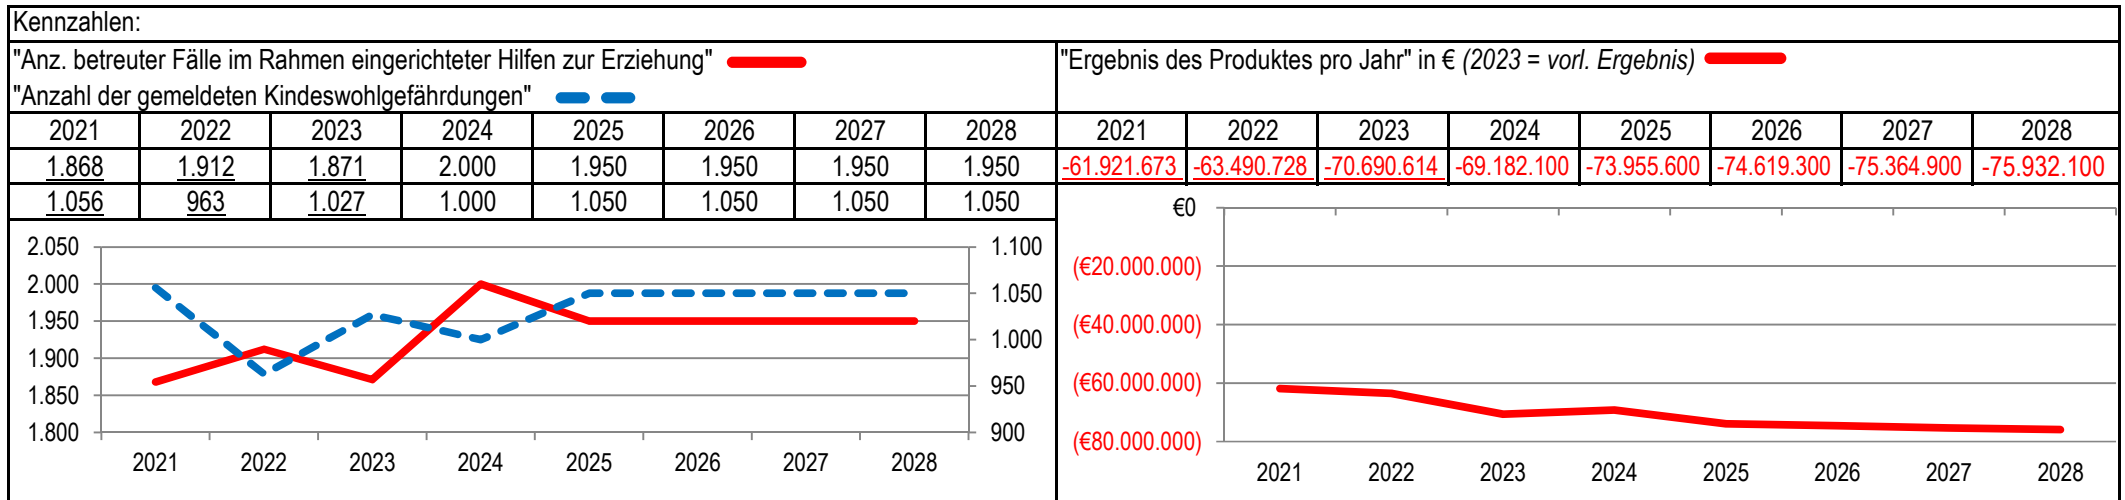 Kennzahlen:
"Anz. betreuter Fälle im Rahmen eingerichteter Hilfen zur Erziehung"
"Anzahl der gemeldeten Kindeswohlgefährdungen"
2021 2022 2023 2024 2025 2026 2027 2028
1.868 1.912 1.871 2.000 1.950 1.950 1.950 1.950
1.056 963 1.027 1.000 1.050 1.050 1.050 1.050
2.050 1.100
2.000
1.950 1.050
1.900 1.000
1.850 950
1.800 900
2021 2022 2023 2024 2025 2026 2027 2028
"Ergebnis des Produktes pro Jahr" in € (2023 = vorl. Ergebnis)
2021 2022 2023 2024 2025 2026 2027 2028
-61.921.673 -63.490.728 -70.690.614 -69.182.100 -73.955.600 -74.619.300 -75.364.900 -75.932.100
€0
(€20.000.000)
(€40.000.000)
(€60.000.000)
(€80.000.000)
2021 2022 2023 2024 2025 2026 2027 2028